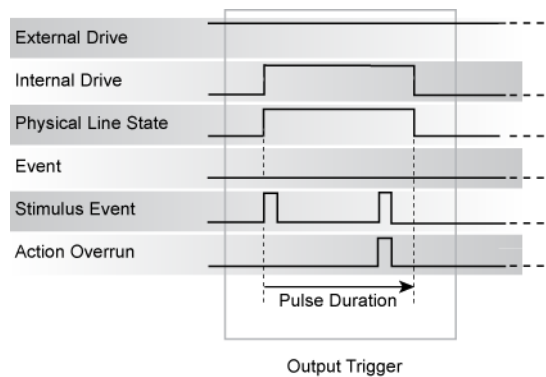 External Drive
Internal Drive
Physical Line State
Event
Stimulus Event
Action Overrun
Pulse Duration
Output Trigger